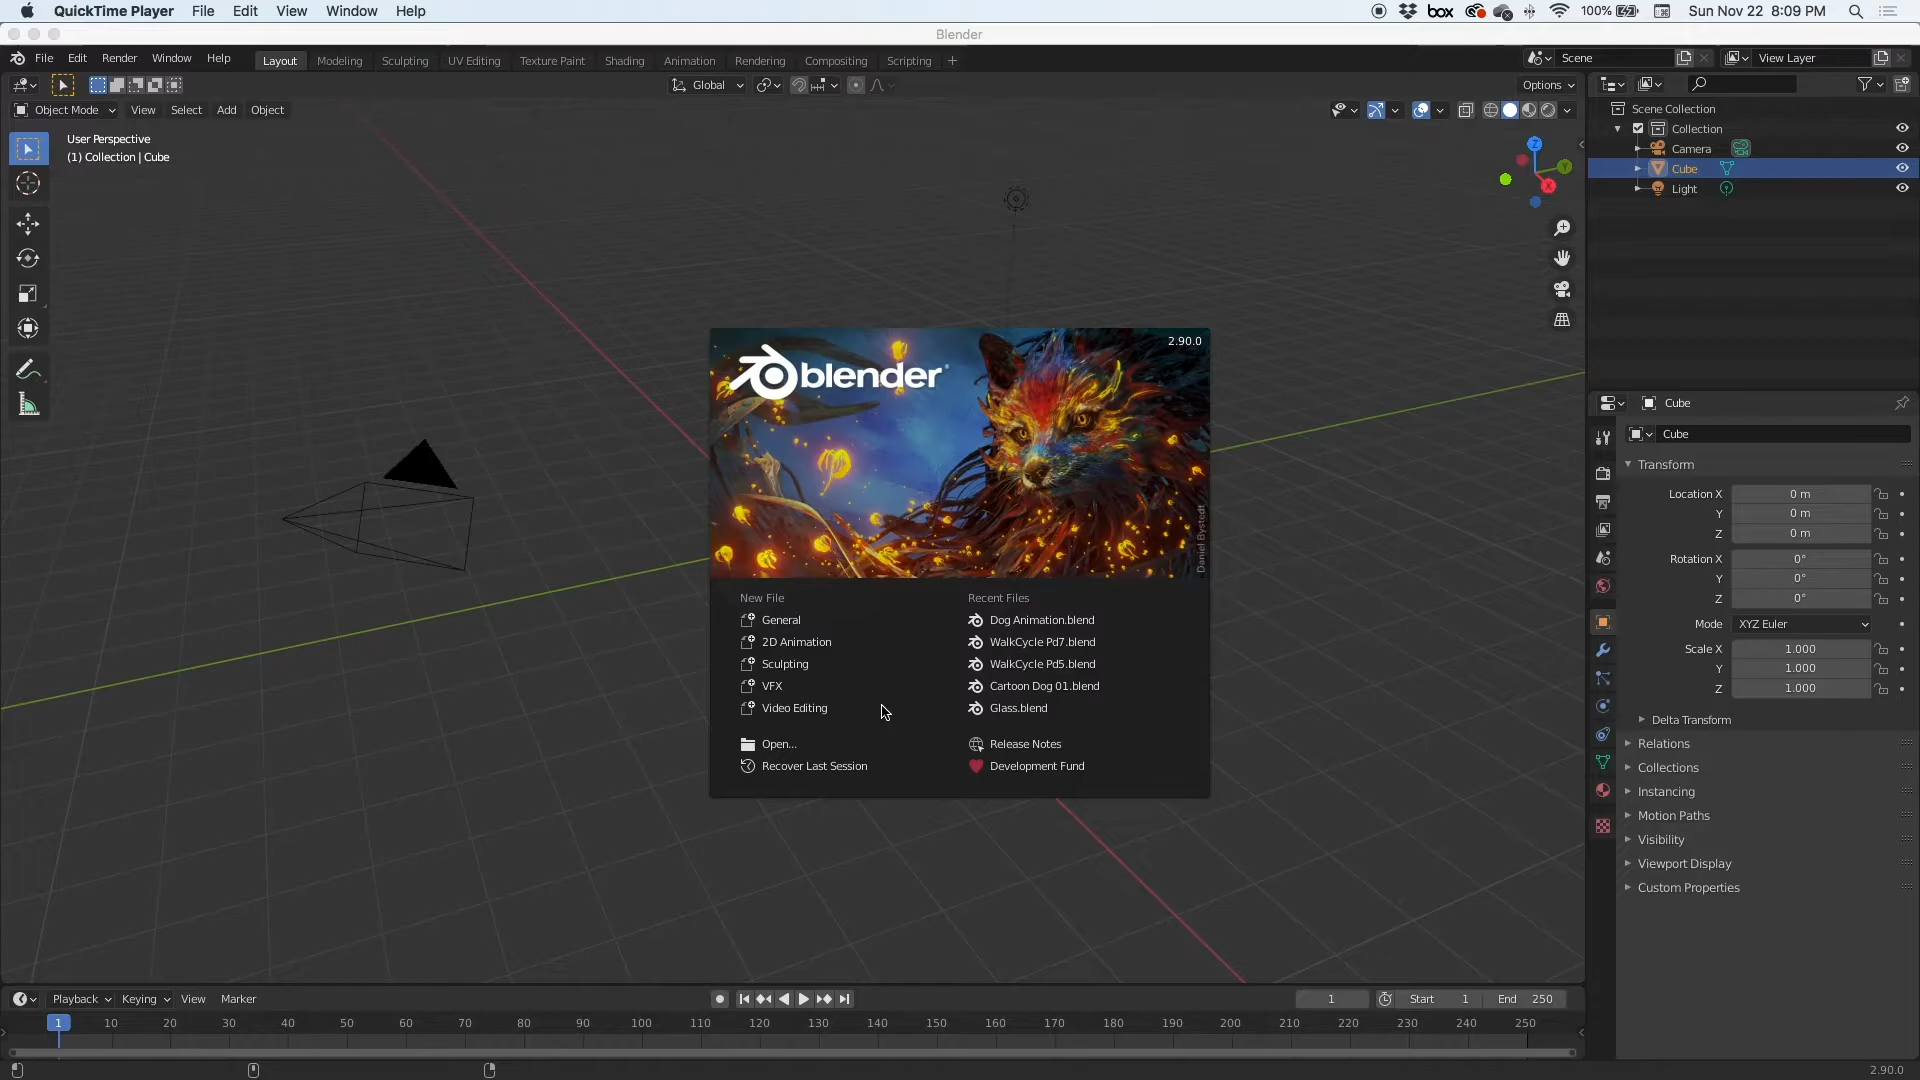 QuickTime Player File Edit View Window Help
box 100% Sun Nov 22 8:09 PM
Blender
File Edit Render Window Help
Layout Modeling Sculpting UV Editing Texture Paint Shading Animation Rendering Compositing Scripting +
Scene View Layer
Global Options
Object Mode View Select Add Object
User Perspective
(1) Collection | Cube
Z
Y
X
Scene Collection
Collection
Camera
Cube
Light
blender
2.90.0
Daniel Bystedt
New File
General
2D Animation
Sculpting
VFX
Video Editing
Open...
Recover Last Session
Recent Files
Dog Animation.blend
WalkCycle Pd7.blend
WalkCycle Pd5.blend
Cartoon Dog 01.blend
Glass.blend
Release Notes
Development Fund
Cube
Cube
Transform
Location X 0 m
Y 0 m
Z 0 m
Rotation X 0°
Y 0°
Z 0°
Mode XYZ Euler
Scale X 1.000
Y 1.000
Z 1.000
Delta Transform
Relations
Collections
Instancing
Motion Paths
Visibility
Viewport Display
Custom Properties
Playback Keying View Marker
1 Start 1 End 250
1 10 20 30 40 50 60 70 80 90 100 110 120 130 140 150 160 170 180 190 200 210 220 230 240 250
2.90.0